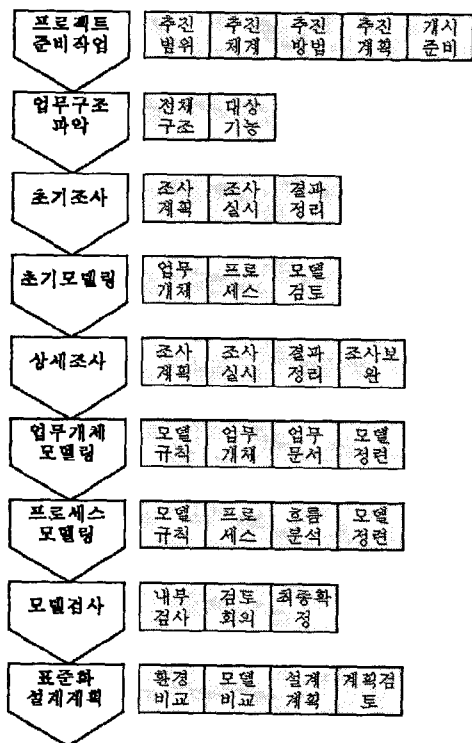 프로젝트
준비작업
추진 추진 추진 추진 개시
범위 체계 방법 계획 준비
업무구조
파악
전체 대상
구조 기능
초기조사
조사 조사 결과
계획 실시 정리
초기모델링
업무 프로 모델
개체 세스 검토
상세조사
조사 조사 결과 조사보
계획 실시 정리 완
업무개체
모델링
모델 업무 업무 모델
규칙 개체 문서 정련
프로세스
모델링
모델 프로 흐름 모델
규칙 세스 분석 정련
모델검사
내부 검토 최종확
검사 회의 정
표준화
설계계획
환경 모델 설계 계획검
비교 비교 계획 토